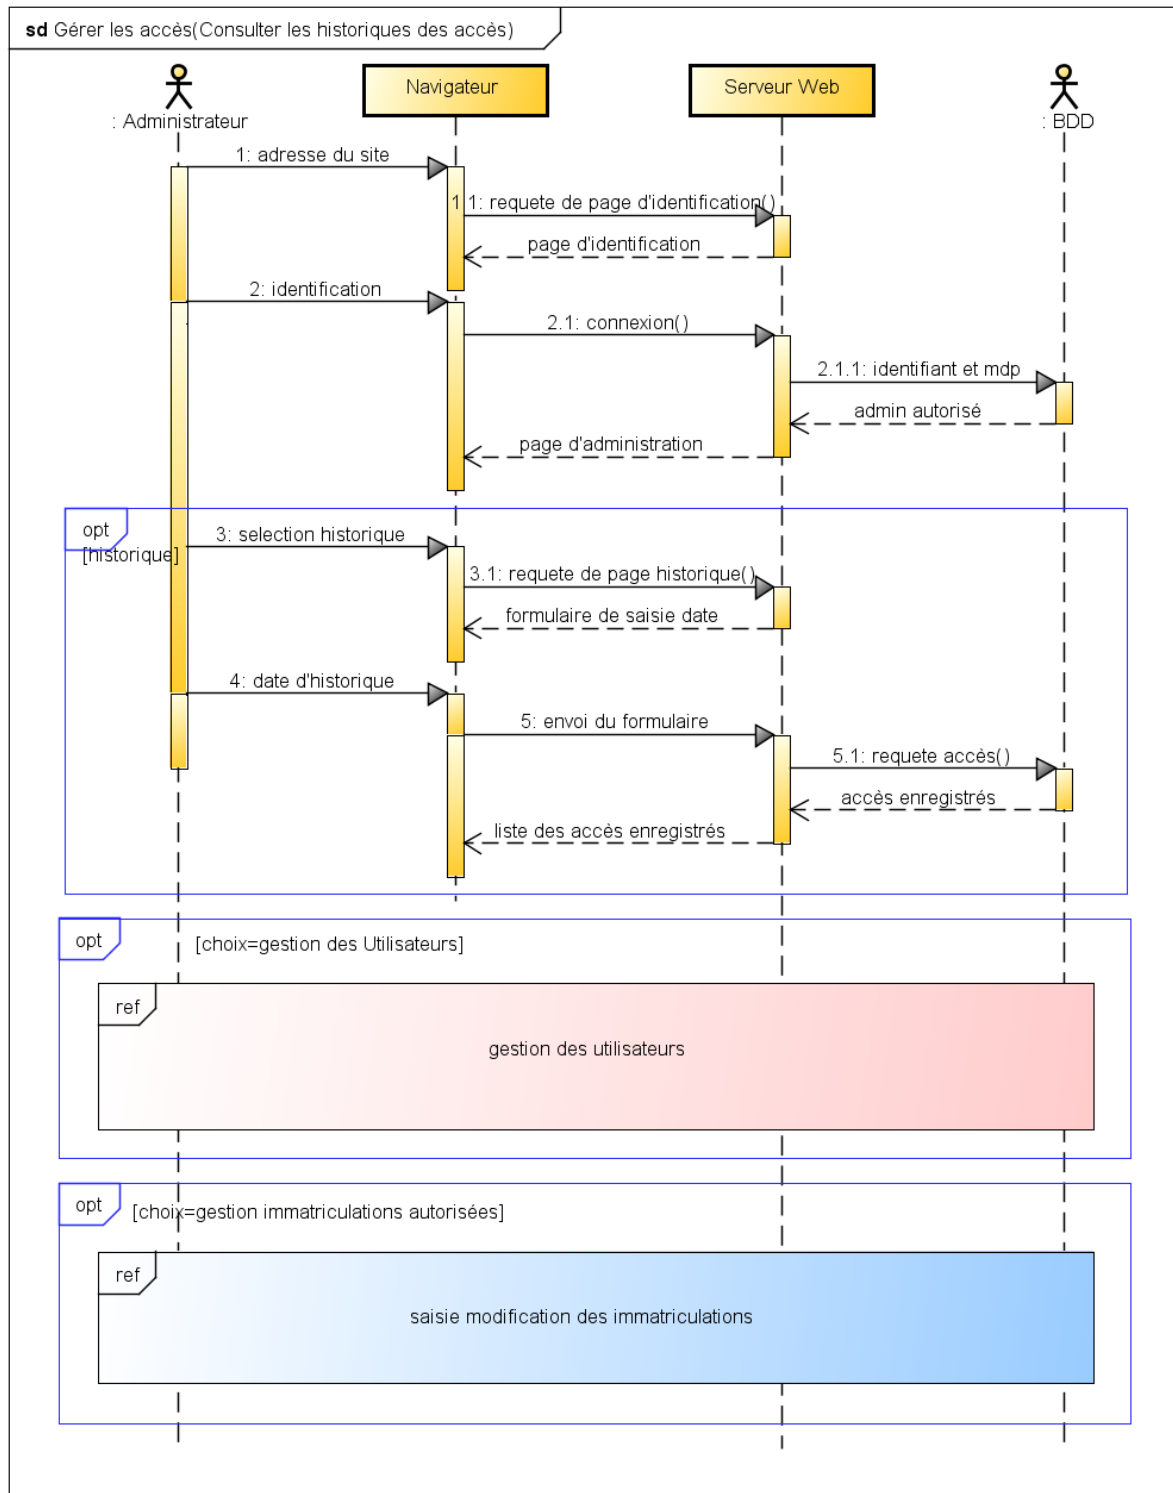 sd Gérer les accès(Consulter les historiques des accès)
Navigateur
Serveur Web
: Administrateur
: BDD
1: adresse du site
1.1: requete de page d'identification()
page d'identification
2: identification
2.1: connexion()
2.1.1: identifiant et mdp
admin autorisé
page d'administration
opt
[historique]
3: selection historique
3.1: requete de page historique()
formulaire de saisie date
4: date d'historique
5: envoi du formulaire
5.1: requete accès()
accès enregistrés
liste des accès enregistrés
opt
[choix=gestion des Utilisateurs]
ref
gestion des utilisateurs
opt
[choix=gestion immatriculations autorisées]
ref
saisie modification des immatriculations